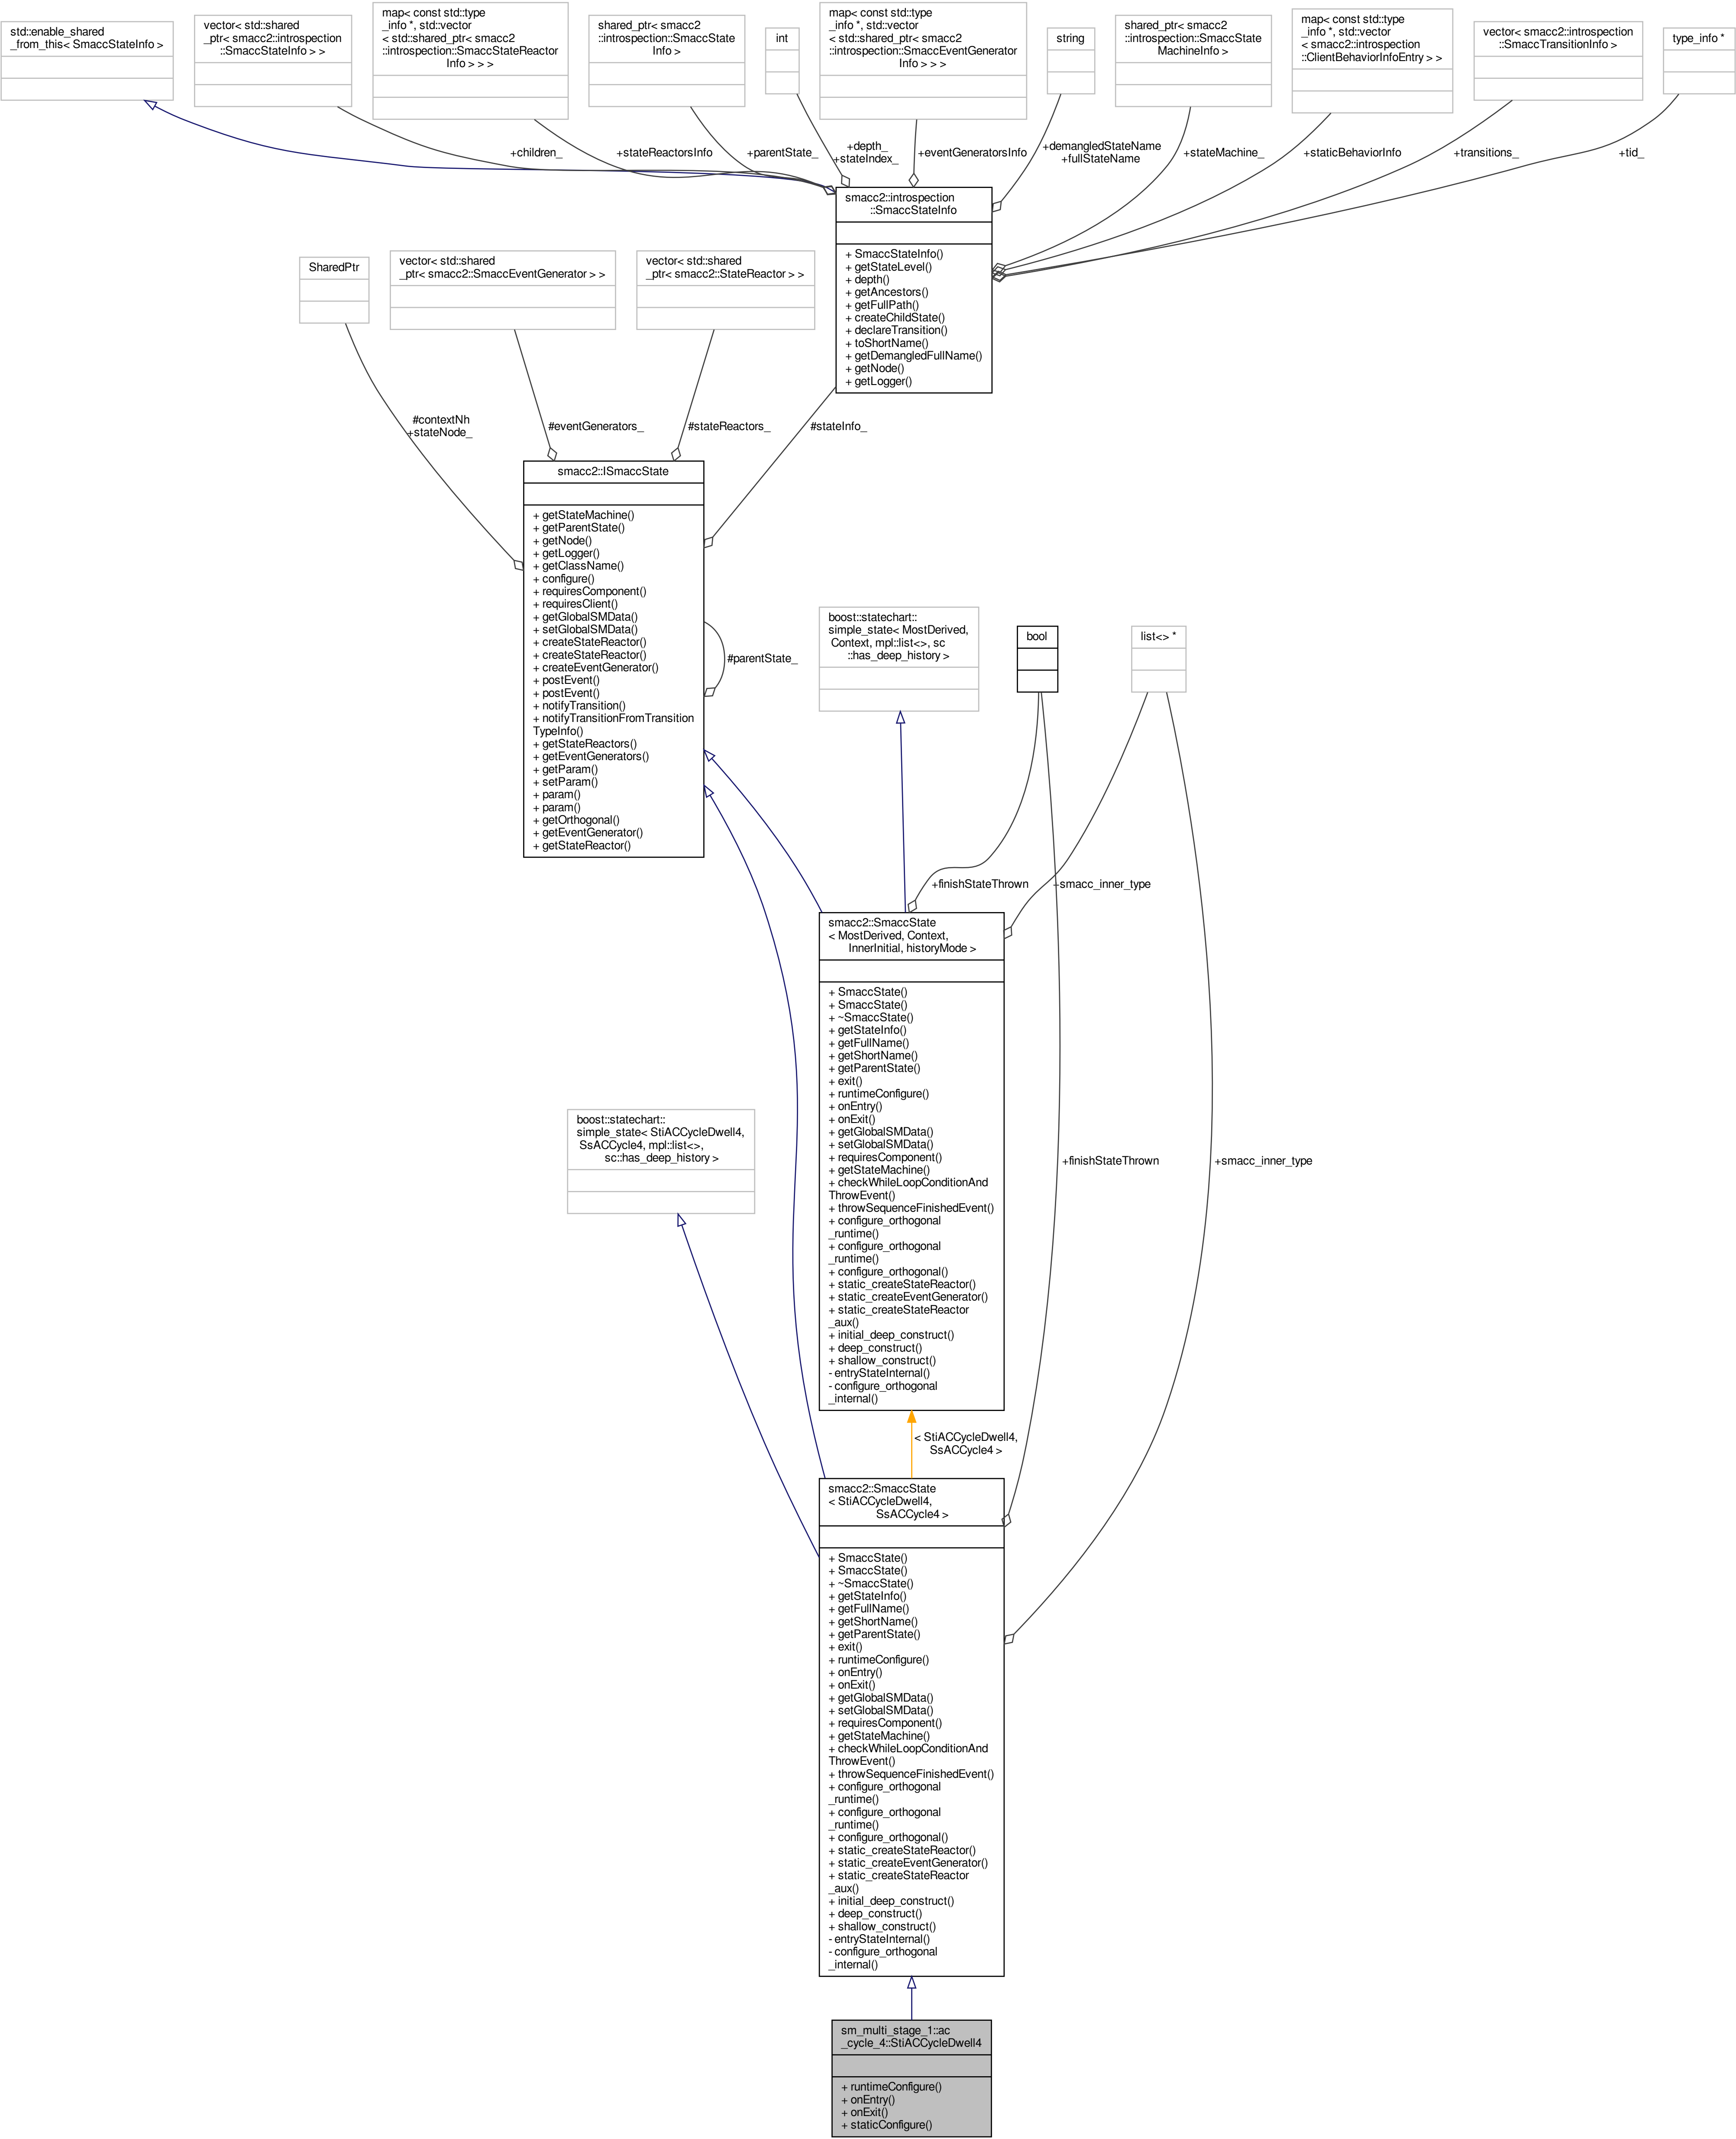 std::enable_shared
_from_this< SmaccStateInfo >
vector< std::shared
_ptr< smacc2::introspection
::SmaccStateInfo > >
map< const std::type
_info *, std::vector
< std::shared_ptr< smacc2
::introspection::SmaccStateReactor
Info > > >
shared_ptr< smacc2
::introspection::SmaccState
Info >
int
map< const std::type
_info *, std::vector
< std::shared_ptr< smacc2
::introspection::SmaccEventGenerator
Info > > >
string
shared_ptr< smacc2
::introspection::SmaccState
MachineInfo >
map< const std::type
_info *, std::vector
< smacc2::introspection
::ClientBehaviorInfoEntry > >
vector< smacc2::introspection
::SmaccTransitionInfo >
type_info *
+children_
+stateReactorsInfo
+parentState_
+depth_
+stateIndex_
+eventGeneratorsInfo
+demangledStateName
+fullStateName
+stateMachine_
+staticBehaviorInfo
+transitions_
+tid_
smacc2::introspection
::SmaccStateInfo
+ SmaccStateInfo()
+ getStateLevel()
+ depth()
+ getAncestors()
+ getFullPath()
+ createChildState()
+ declareTransition()
+ toShortName()
+ getDemangledFullName()
+ getNode()
+ getLogger()
SharedPtr
vector< std::shared
_ptr< smacc2::SmaccEventGenerator > >
vector< std::shared
_ptr< smacc2::StateReactor > >
#contextNh
+stateNode_
#eventGenerators_
#stateReactors_
#stateInfo_
smacc2::ISmaccState
+ getStateMachine()
+ getParentState()
+ getNode()
+ getLogger()
+ getClassName()
+ configure()
+ requiresComponent()
+ requiresClient()
+ getGlobalSMData()
+ setGlobalSMData()
+ createStateReactor()
+ createStateReactor()
+ createEventGenerator()
+ postEvent()
+ postEvent()
+ notifyTransition()
+ notifyTransitionFromTransition
TypeInfo()
+ getStateReactors()
+ getEventGenerators()
+ getParam()
+ setParam()
+ param()
+ param()
+ getOrthogonal()
+ getEventGenerator()
+ getStateReactor()
#parentState_
boost::statechart::
simple_state< MostDerived,
Context, mpl::list<>, sc
::has_deep_history >
bool
list<> *
+finishStateThrown
+smacc_inner_type
smacc2::SmaccState
< MostDerived, Context,
InnerInitial, historyMode >
+ SmaccState()
+ SmaccState()
+ ~SmaccState()
+ getStateInfo()
+ getFullName()
+ getShortName()
+ getParentState()
+ exit()
+ runtimeConfigure()
+ onEntry()
+ onExit()
+ getGlobalSMData()
+ setGlobalSMData()
+ requiresComponent()
+ getStateMachine()
+ checkWhileLoopConditionAnd
ThrowEvent()
+ throwSequenceFinishedEvent()
+ configure_orthogonal
_runtime()
+ configure_orthogonal
_runtime()
+ configure_orthogonal()
+ static_createStateReactor()
+ static_createEventGenerator()
+ static_createStateReactor
_aux()
+ initial_deep_construct()
+ deep_construct()
+ shallow_construct()
- entryStateInternal()
- configure_orthogonal
_internal()
boost::statechart::
simple_state< StiACCycleDwell4,
SsACCycle4, mpl::list<>,
sc::has_deep_history >
+finishStateThrown
+smacc_inner_type
< StiACCycleDwell4,
SsACCycle4 >
smacc2::SmaccState
< StiACCycleDwell4,
SsACCycle4 >
+ SmaccState()
+ SmaccState()
+ ~SmaccState()
+ getStateInfo()
+ getFullName()
+ getShortName()
+ getParentState()
+ exit()
+ runtimeConfigure()
+ onEntry()
+ onExit()
+ getGlobalSMData()
+ setGlobalSMData()
+ requiresComponent()
+ getStateMachine()
+ checkWhileLoopConditionAnd
ThrowEvent()
+ throwSequenceFinishedEvent()
+ configure_orthogonal
_runtime()
+ configure_orthogonal
_runtime()
+ configure_orthogonal()
+ static_createStateReactor()
+ static_createEventGenerator()
+ static_createStateReactor
_aux()
+ initial_deep_construct()
+ deep_construct()
+ shallow_construct()
- entryStateInternal()
- configure_orthogonal
_internal()
sm_multi_stage_1::ac
_cycle_4::StiACCycleDwell4
+ runtimeConfigure()
+ onEntry()
+ onExit()
+ staticConfigure()